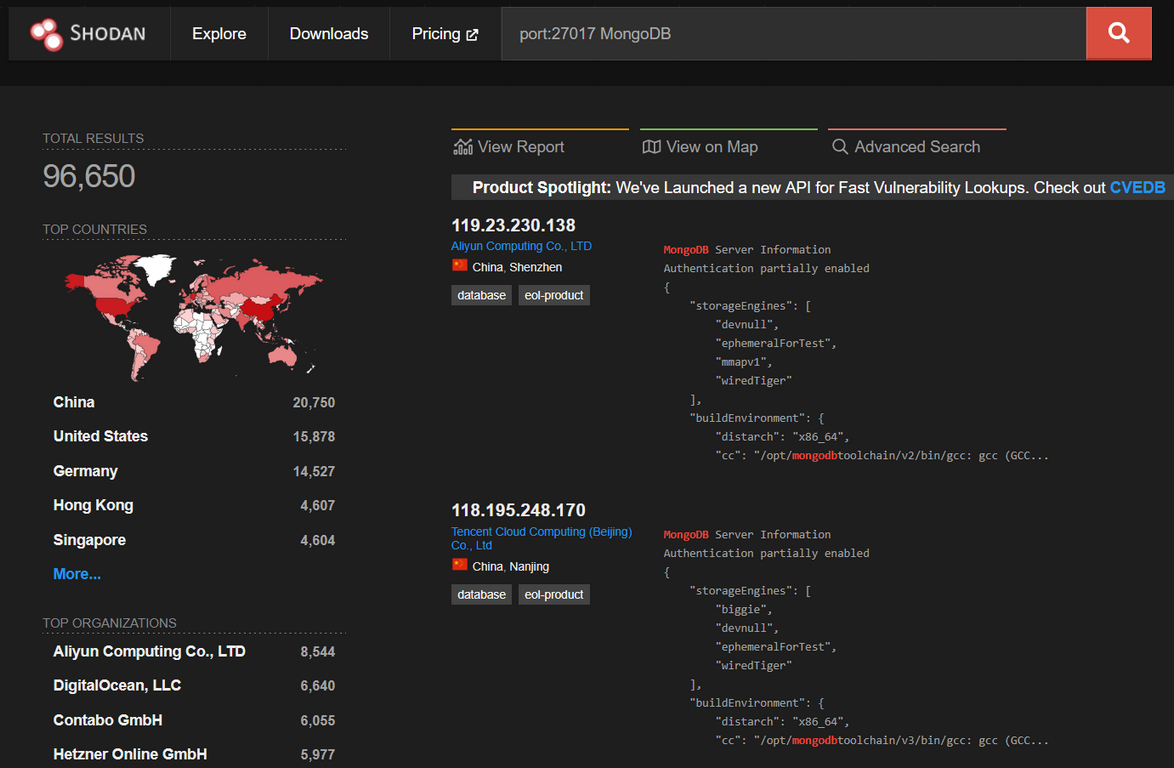 SHODAN
Explore
Downloads
Pricing
port:27017 MongoDB
TOTAL RESULTS
96,650
TOP COUNTRIES
China 20,750
United States 15,878
Germany 14,527
Hong Kong 4,607
Singapore 4,604
More...
TOP ORGANIZATIONS
Aliyun Computing Co., LTD 8,544
DigitalOcean, LLC 6,640
Contabo GmbH 6,055
Hetzner Online GmbH 5,977
View Report
View on Map
Advanced Search
Product Spotlight: We've Launched a new API for Fast Vulnerability Lookups. Check out CVEDB
119.23.230.138
Aliyun Computing Co., LTD
China, Shenzhen
database
eol-product
MongoDB Server Information
Authentication partially enabled
{
"storageEngines": [
"devnull",
"ephemeralForTest",
"mmapv1",
"wiredTiger"
],
"buildEnvironment": {
"distarch": "x86_64",
"cc": "/opt/mongodbtoolchain/v2/bin/gcc: gcc (GCC...
118.195.248.170
Tencent Cloud Computing (Beijing)
Co., Ltd
China, Nanjing
database
eol-product
MongoDB Server Information
Authentication partially enabled
{
"storageEngines": [
"biggie",
"devnull",
"ephemeralForTest",
"wiredTiger"
],
"buildEnvironment": {
"distarch": "x86_64",
"cc": "/opt/mongodbtoolchain/v3/bin/gcc: gcc (GCC...